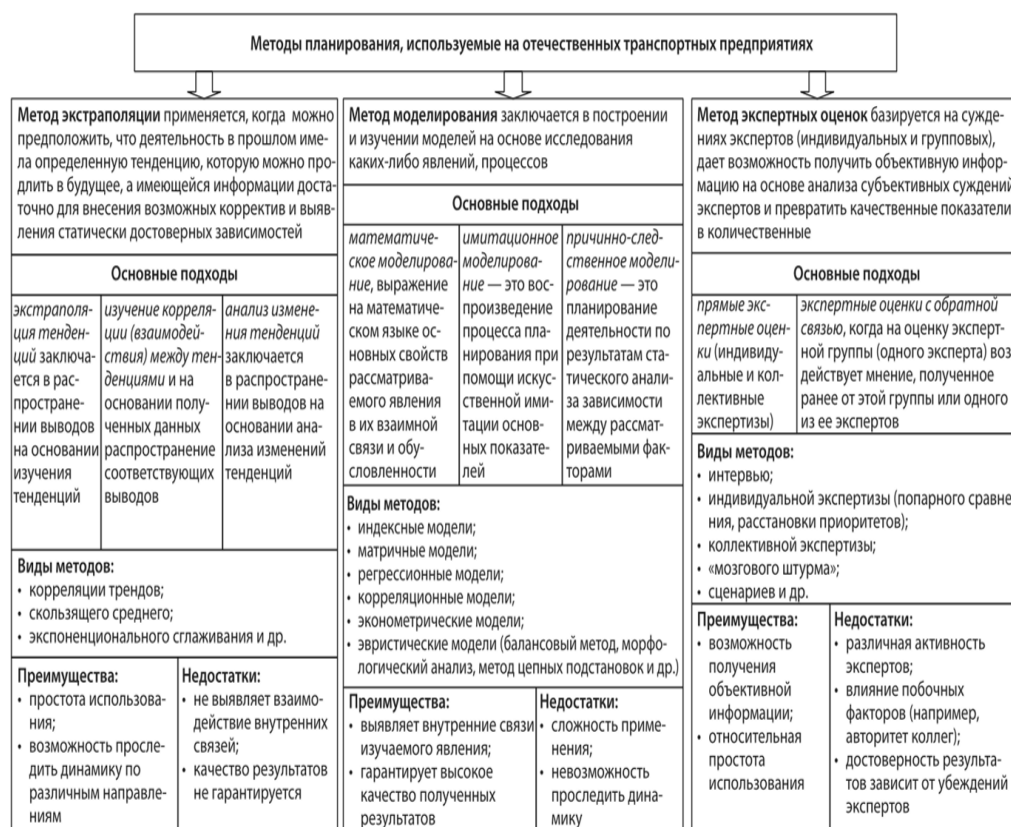 Методы планирования, используемые на отечественных транспортных предприятиях
Метод экстраполяции применяется, когда можно
предположить, что деятельность в прошлом име-
ла определенную тенденцию, которую можно про-
длить в будущее, а имеющейся информации доста-
точно для внесения возможных корректив и выяв-
ления статически достоверных зависимостей
Основные подходы
экстраполя-
ция тенден-
ций заключа-
ется в рас-
простране-
нии выводов
на основании
изучения
тенденций
изучение корреля-
ции (взаимодей-
ствия) между тен-
денциями и на
основании полу-
ченных данных
распространение
соответствующих
выводов
анализ измене-
ния тенденций
заключается
в распростране-
нии выводов на
основании ана-
лиза изменений
тенденций
Виды методов:
• корреляции трендов;
• скользящего среднего;
• экспоненционального сглаживания и др.
Преимущества:
• простота использова-
ния;
• возможность просле-
дить динамику по
различным направле-
ниям
Недостатки:
• не выявляет взаимо-
действие внутренних
связей;
• качество результатов
не гарантируется
Метод моделирования заключается в построении
и изучении моделей на основе исследования
каких-либо явлений, процессов
Основные подходы
математиче-
ское моделирова-
ние, выражение
на математиче-
ском языке ос-
новных свойств
рассматрива-
емого явления
в их взаимной
связи и обу-
словленности
имитационное
моделирова-
ние — это вос-
произведение
процесса пла-
нирования при
помощи искус-
ственной ими-
тации основ-
ных показате-
лей
причинно-след-
ственное модели-
рование — это
планирование
деятельности по
результатам ста-
тического анали-
за зависимости
между рассмат-
риваемыми фак-
торами
Виды методов:
• индексные модели;
• матричные модели;
• регрессионные модели;
• корреляционные модели;
• эконометрические модели;
• эвристические модели (балансовый метод, морфо-
логический анализ, метод цепных подстановок и др.)
Преимущества:
• выявляет внутренние связи
изучаемого явления;
• гарантирует высокое
качество полученных
результатов
Недостатки:
• сложность приме-
нения;
• невозможность
проследить дина-
мику
Метод экспертных оценок базируется на сужде-
ниях экспертов (индивидуальных и групповых),
дает возможность получить объективную инфор-
мацию на основе анализа субъективных суждений
экспертов и превратить качественные показатели
в количественные
Основные подходы
прямые экс-
пертные оцен-
ки (индивиду-
альные и кол-
лективные
экспертизы)
экспертные оценки с обратной
связью, когда на оценку эксперт-
ной группы (одного эксперта) воз
действует мнение, полученное
ранее от этой группы или одного
из ее экспертов
Виды методов:
• интервью;
• индивидуальной экспертизы (попарного сравне
ния, расстановки приоритетов);
• коллективной экспертизы;
• «мозгового штурма»;
• сценариев и др.
Преимущества:
• возможность
получения
объективной
информации;
• относительная
простота
использования
Недостатки:
• различная активность
экспертов;
• влияние побочных
факторов (например,
авторитет коллег);
• достоверность результа-
тов зависит от убеждений
экспертов